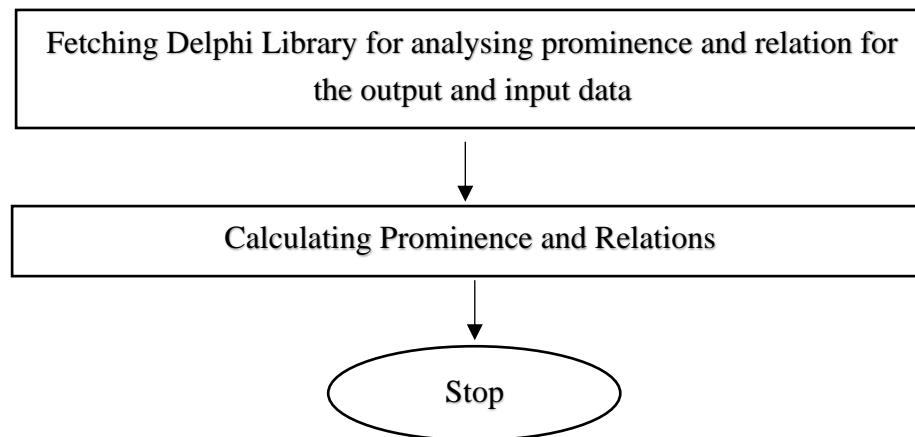 Fetching Delphi Library for analysing prominence and relation for
the output and input data
Calculating Prominence and Relations
Stop